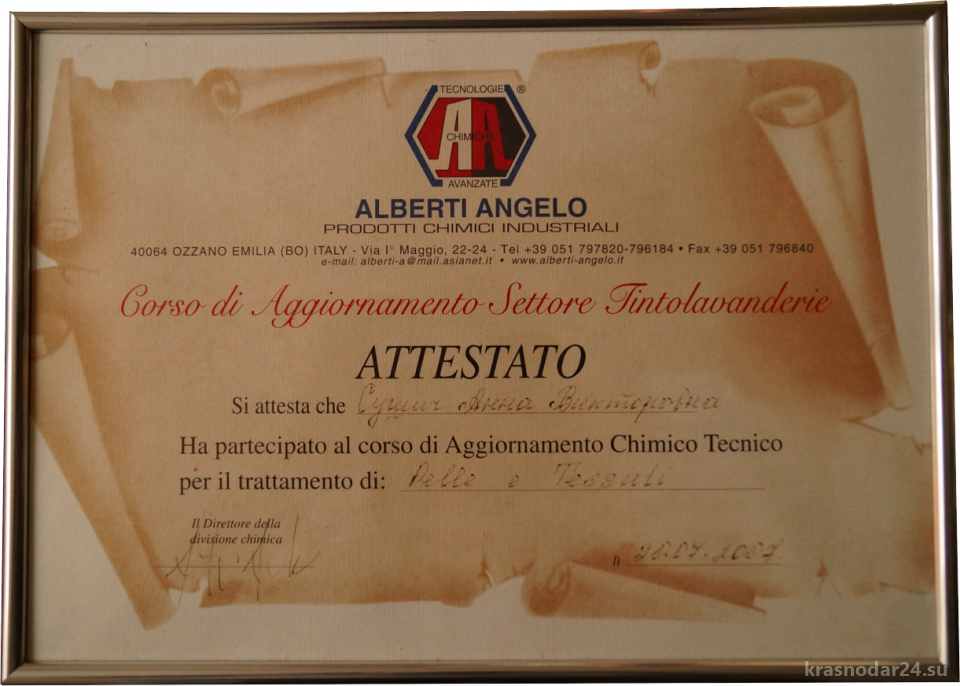 TECNOLOGIE ®
CHIMICHE
AVANZATE
ALBERTI ANGELO
PRODOTTI CHIMICI INDUSTRIALI
40064 OZZANO EMILIA (BO) ITALY - Via I° Maggio, 22-24 - Tel +39 051 797820-796184 • Fax +39 051 796840
e-mail: alberti-a@mail.asianet.it • www.alberti-angelo.it
Corso di Aggiornamento Settore Tintolavanderie
ATTESTATO
Si attesta che Анна Викторовна
Ha partecipato al corso di Aggiornamento Chimico Tecnico
per il trattamento di: Pelle e Tessuti
Il Direttore della
divisione chimica
il 28.07.2007
krasnodar24.su